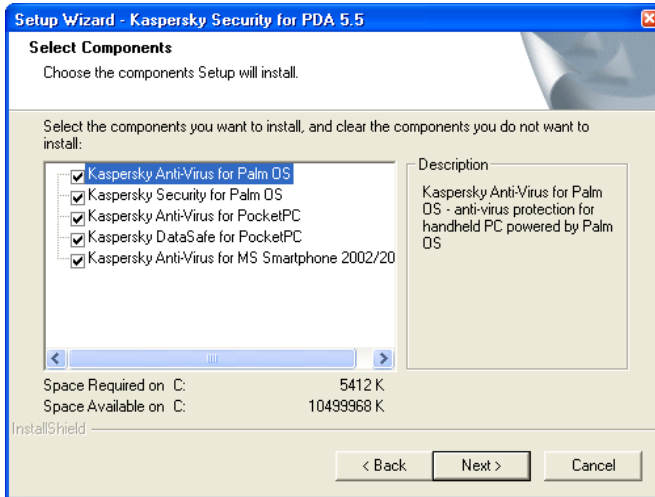 Setup Wizard - Kaspersky Security for PDA 5.5
Select Components
Choose the components Setup will install.
Select the components you want to install, and clear the components you do not want to
install:
Kaspersky Anti-Virus for Palm OS
Kaspersky Security for Palm OS
Kaspersky Anti-Virus for PocketPC
Kaspersky DataSafe for PocketPC
Kaspersky Anti-Virus for MS Smartphone 2002/20
Description
Kaspersky Anti-Virus for Palm
OS - anti-virus protection for
handheld PC powered by Palm
OS
Space Required on C: 5412 K
Space Available on C: 10499968 K
InstallShield
< Back Next > Cancel